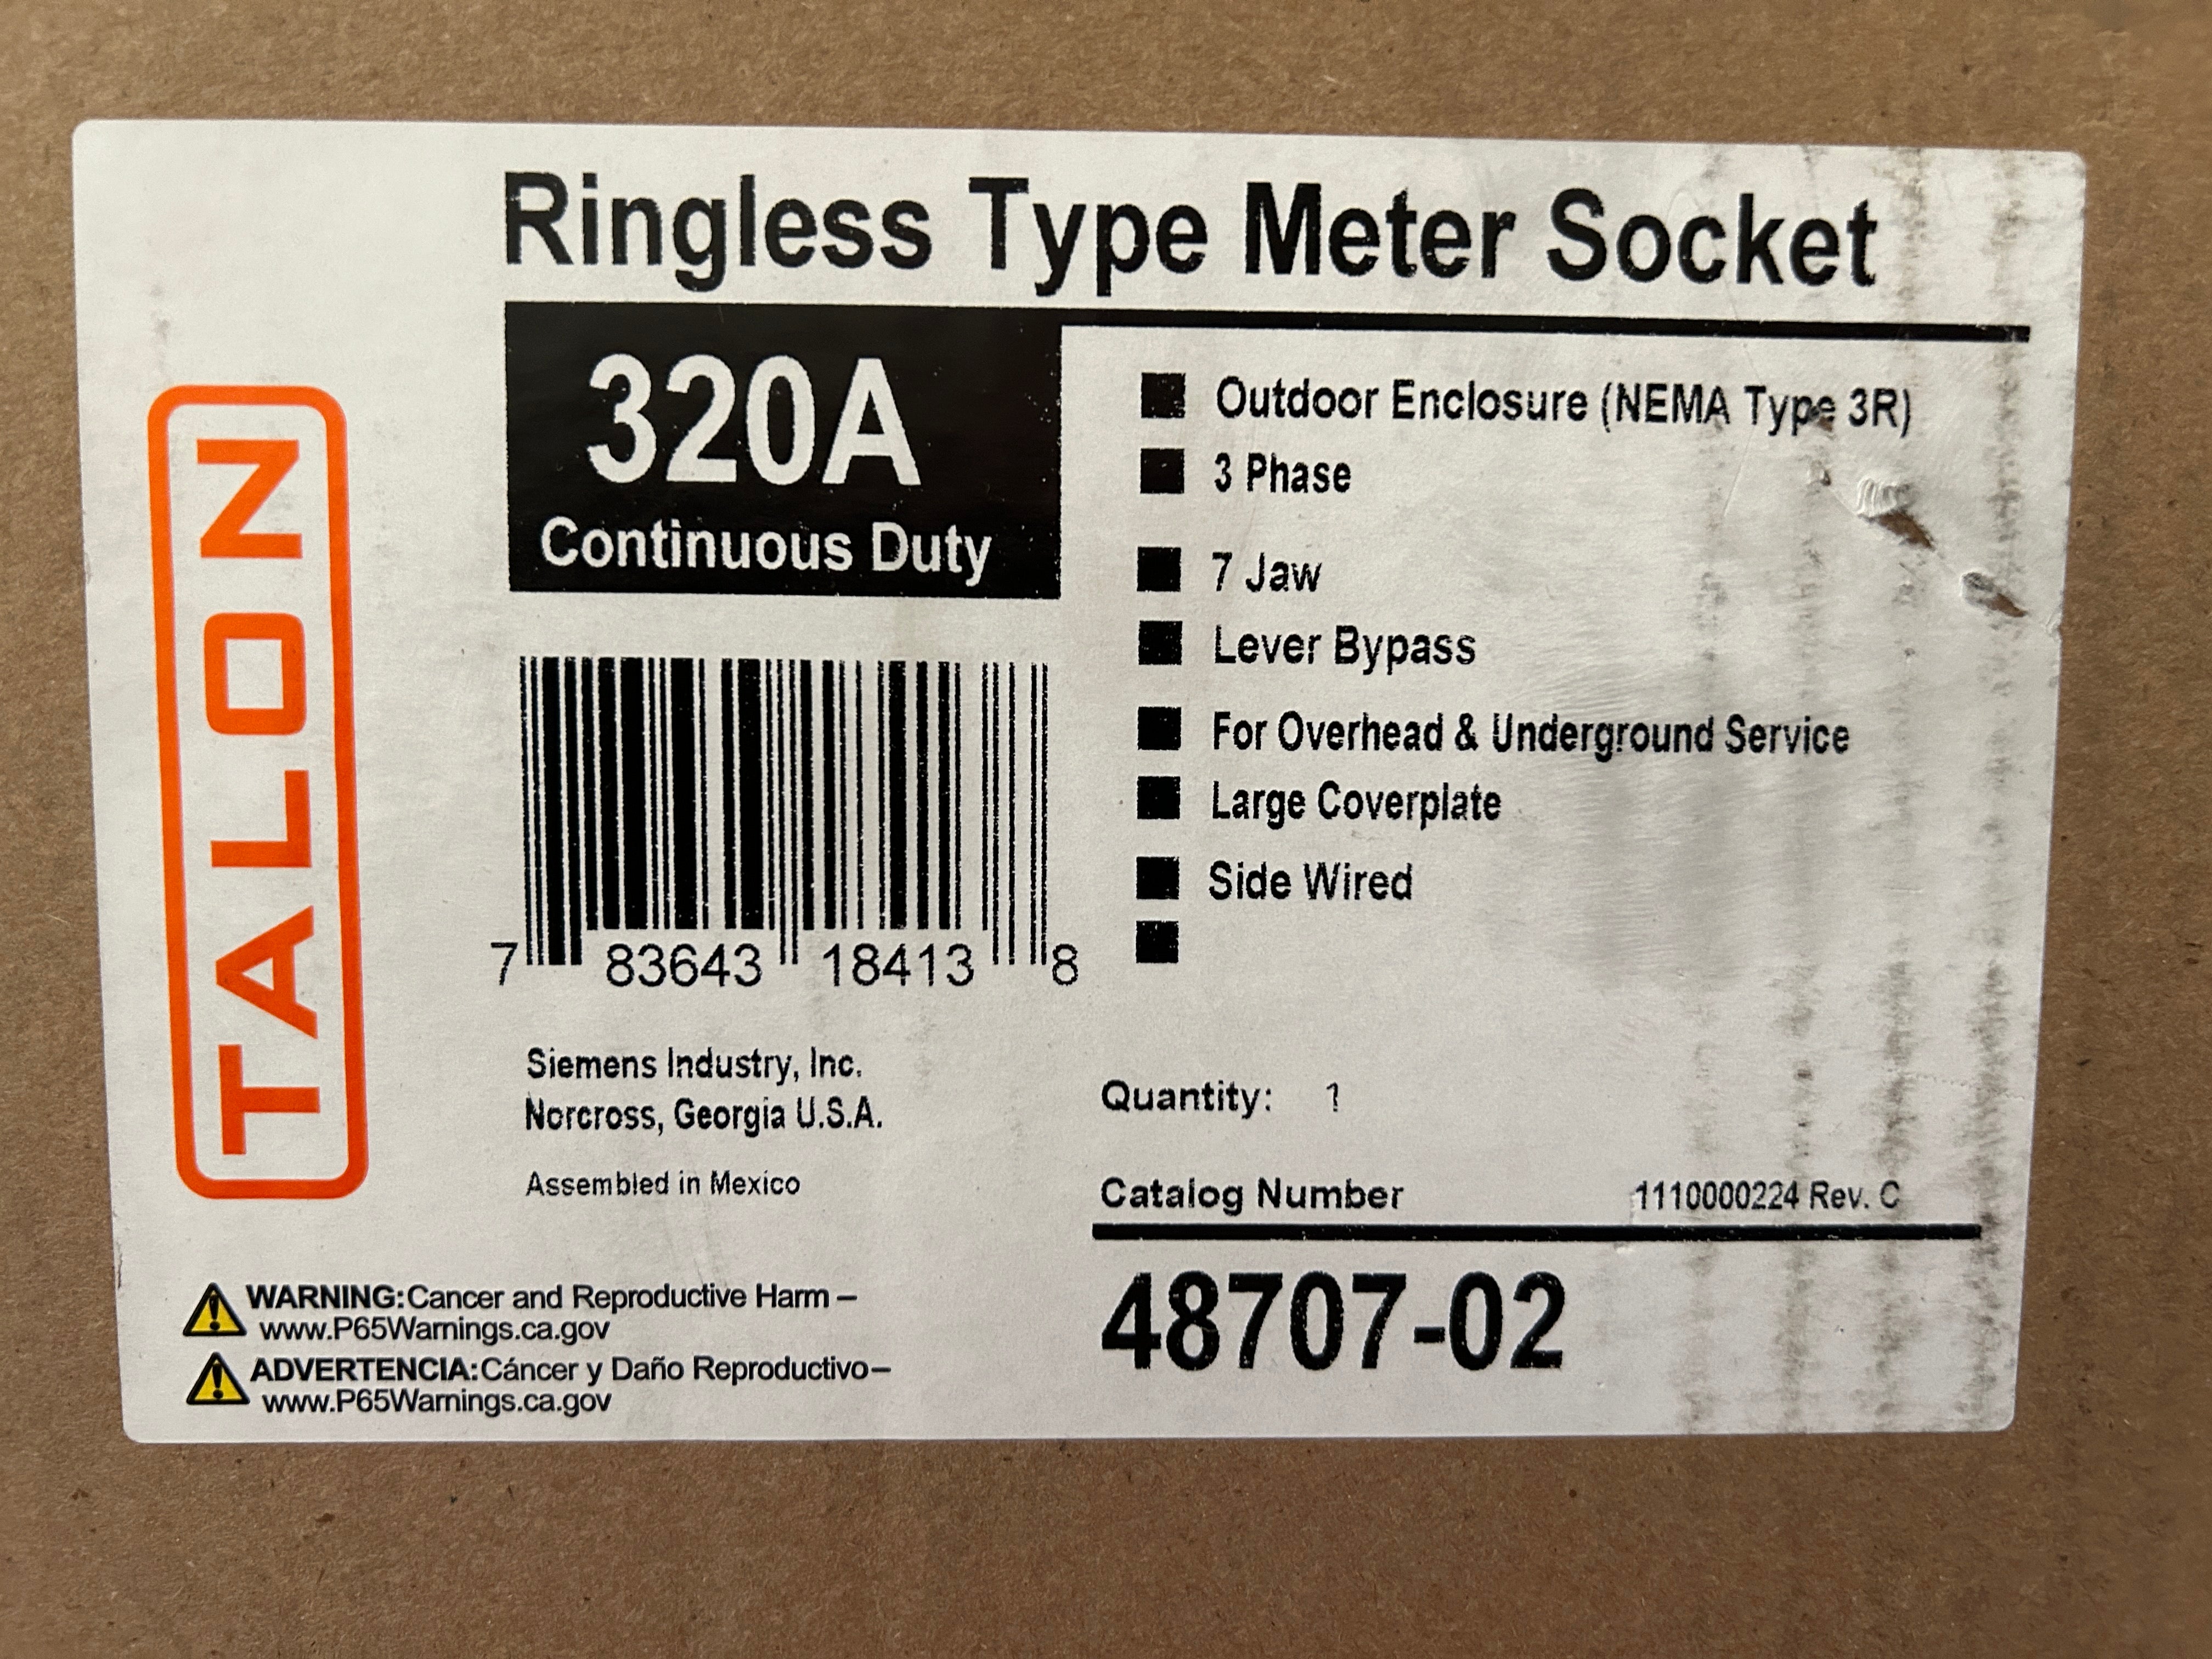 TALON
Ringless Type Meter Socket
320A
Continuous Duty
Outdoor Enclosure (NEMA Type 3R)
3 Phase
7 Jaw
Lever Bypass
For Overhead & Underground Service
Large Coverplate
Side Wired
7 83643 18413 8
Siemens Industry, Inc.
Norcross, Georgia U.S.A.
Assembled in Mexico
Quantity: 1
Catalog Number 1110000224 Rev. C
48707-02
WARNING:Cancer and Reproductive Harm –
www.P65Warnings.ca.gov
ADVERTENCIA:Cáncer y Daño Reproductivo–
www.P65Warnings.ca.gov